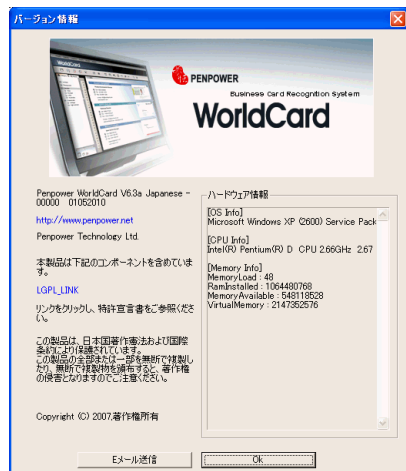 バージョン情報
PENPOWER
Business Card Recognition System
WorldCard
Penpower WorldCard V6.3a Japanese -
00000 01052010
http://www.penpower.net
Penpower Technology Ltd.
本製品は下記のコンポーネントを含めていま
す。
LGPL_LINK
リンクをクリックし、特許宣言書をご参照くださ
い。
この製品は、日本国著作憲法および国際
条約により保護されています。
この製品の全部または一部を無断で複製し
たり、無断で複製物を頒布すると、著作権
の侵害となりますのでご注意ください。
Copyright (C) 2007,著作権所有
ハードウェア情報
[OS Info]
Microsoft Windows XP (2600) Service Pack
[CPU Info]
Intel(R) Pentium(R) D CPU 2.66GHz 2.67
[Memory Info]
MemoryLoad : 48
RamInstalled : 1064480768
MemoryAvailable : 548118528
VirtualMemory : 2147352576
Eメール送信
Ok